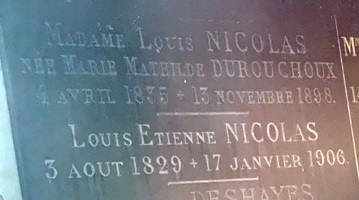 Madame Louis NICOLAS
née Marie Mathilde DUROUCHOUX
4 avril 1835 + 13 novembre 1898.
Louis Etienne NICOLAS
3 aout 1829 + 17 janvier 1906.
DESHAYES